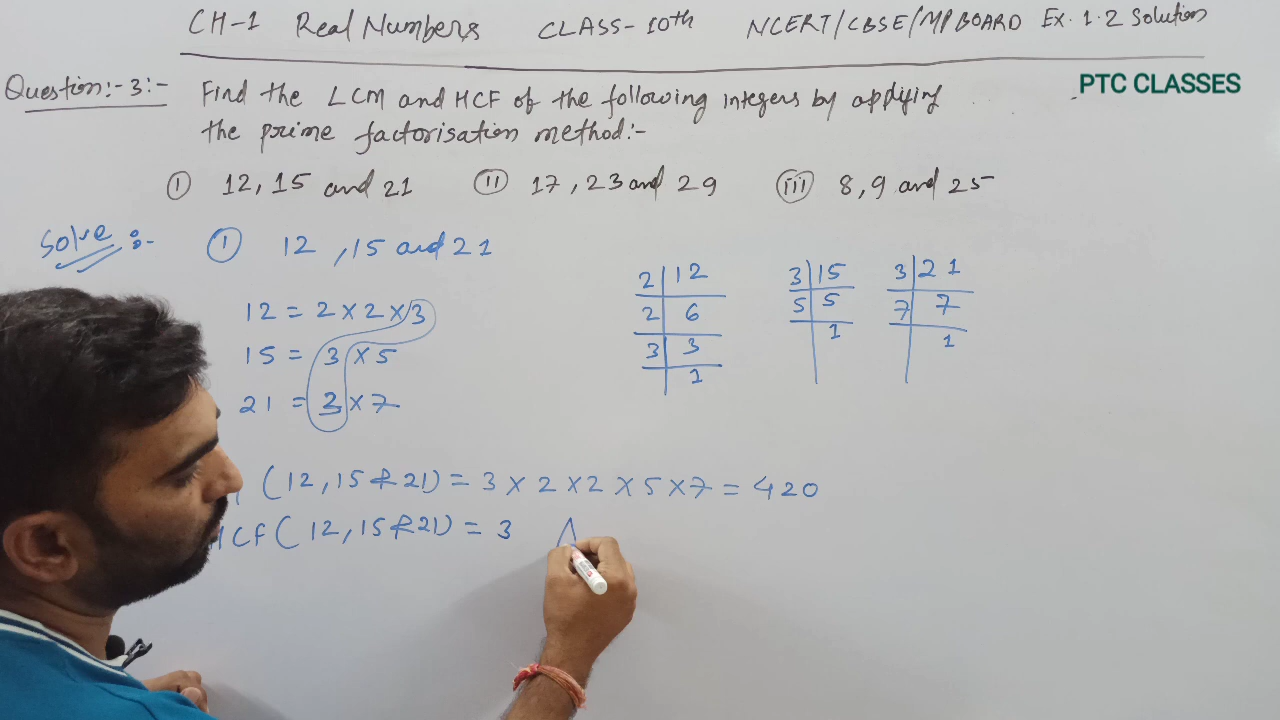 CH-1 Real Numbers CLASS-10th NCERT/CBSE/MP BOARD Ex. 1.2 Solution
PTC CLASSES
Question:-3:- Find the LCM and HCF of the following integers by applying
the prime factorisation method:-
(i) 12, 15 and 21 (ii) 17, 23 and 29 (iii) 8, 9 and 25
Solve:- (i) 12, 15 and 21
2 | 12
2 | 6
3 | 3
1
3 | 15
5 | 5
1
3 | 21
7 | 7
1
12 = 2 × 2 × 3
15 = 3 × 5
21 = 3 × 7
(12, 15 & 21) = 3 × 2 × 2 × 5 × 7 = 420
HCF (12, 15 & 21) = 3